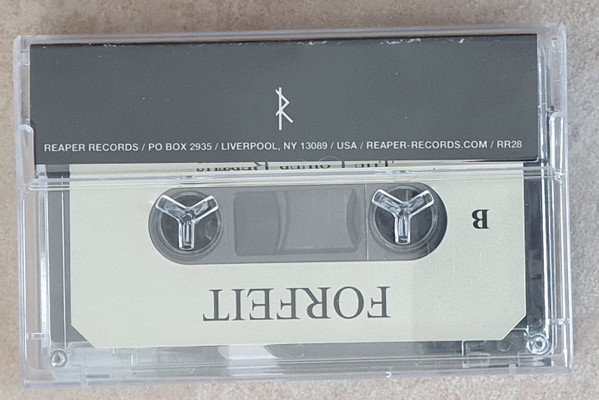 REAPER RECORDS / PO BOX 2935 / LIVERPOOL, NY 13089 / USA / REAPER-RECORDS.COM / RR28
B
FORFEIT